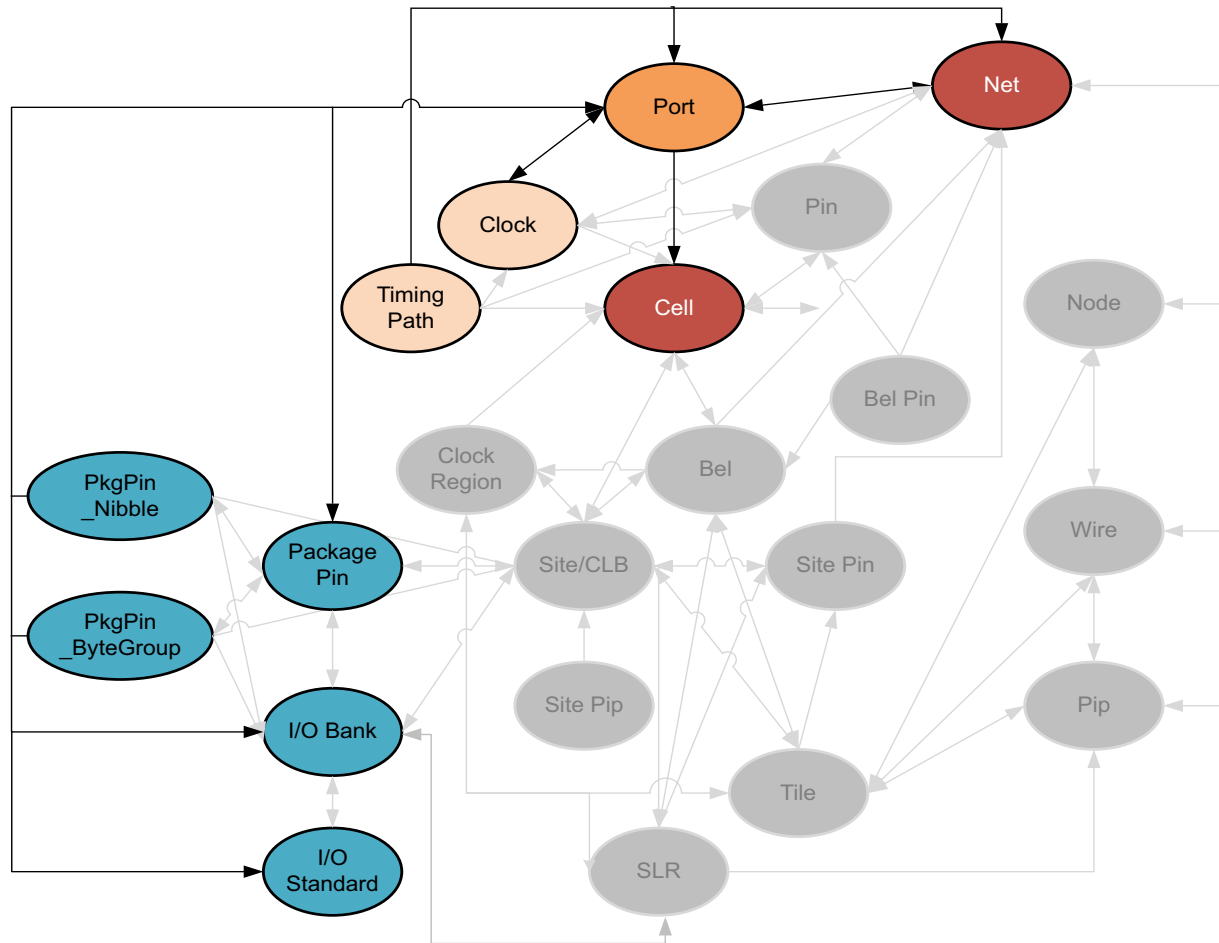 Net
Port
Pin
Clock
Timing
Path
Cell
Node
Bel Pin
Clock
Region
Bel
PkgPin
_Nibble
Package
Pin
Site/CLB
Site Pin
Wire
PkgPin
_ByteGroup
I/O Bank
Site Pip
Pip
Tile
I/O
Standard
SLR